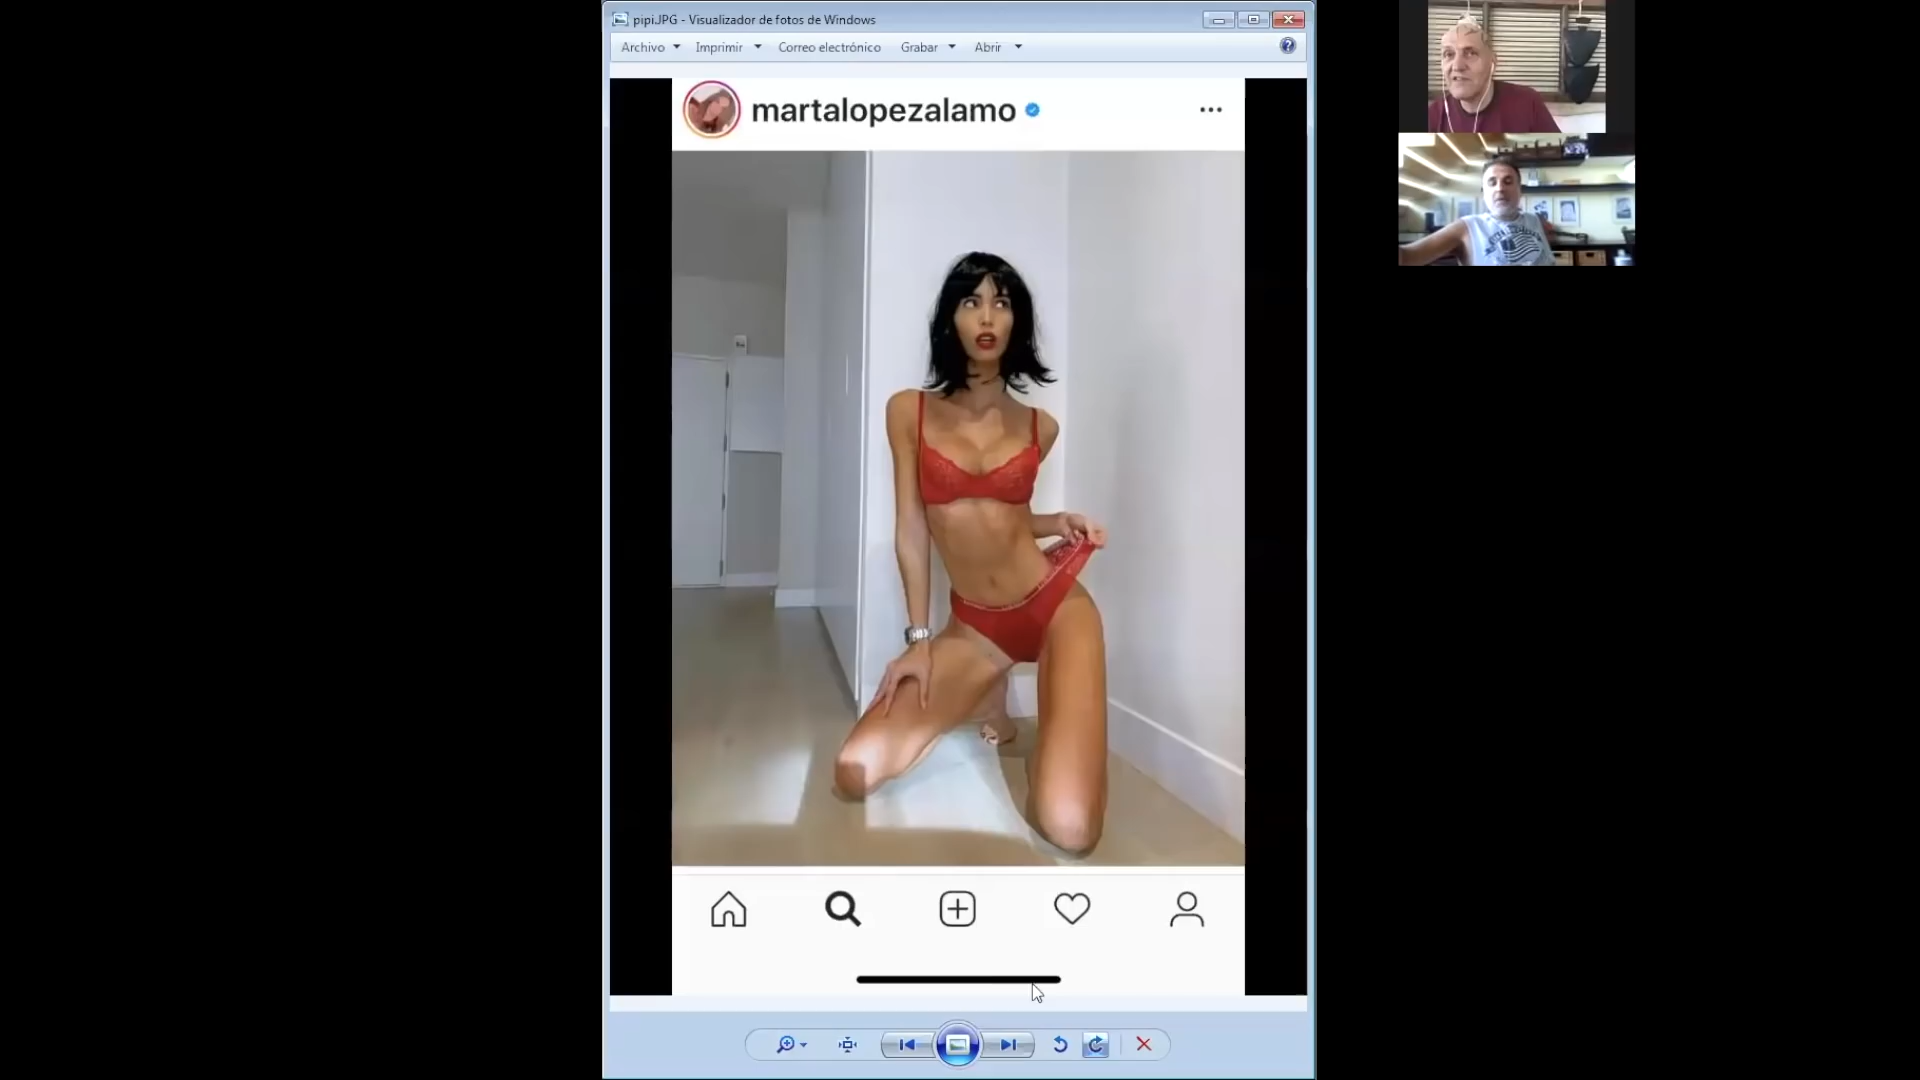 pipi.JPG - Visualizador de fotos de Windows
Archivo Imprimir Correo electrónico Grabar Abrir
martalopezalamo